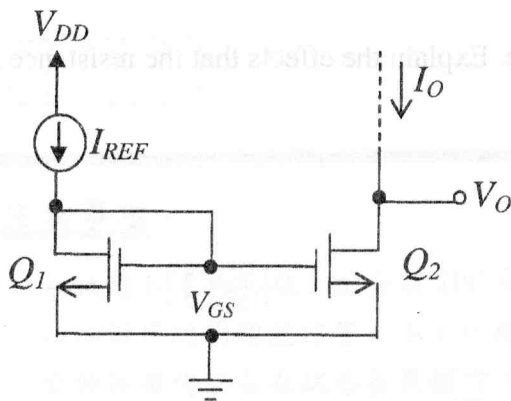 V_DD
e. Explain the effects that the resistance
I_O
I_REF
V_O
Q_1
Q_2
V_GS